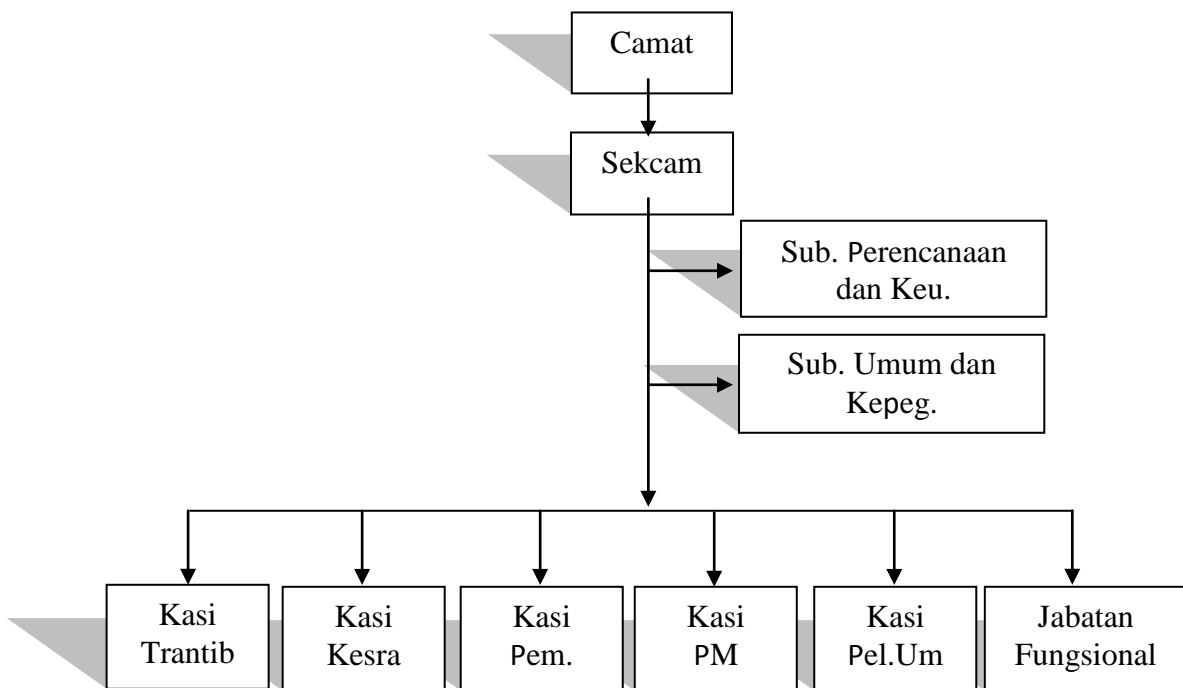 Camat
Sekcam
Sub. Perencanaan
dan Keu.
Sub. Umum dan
Kepeg.
Kasi
Trantib
Kasi
Kesra
Kasi
Pem.
Kasi
PM
Kasi
Pel.Um
Jabatan
Fungsional